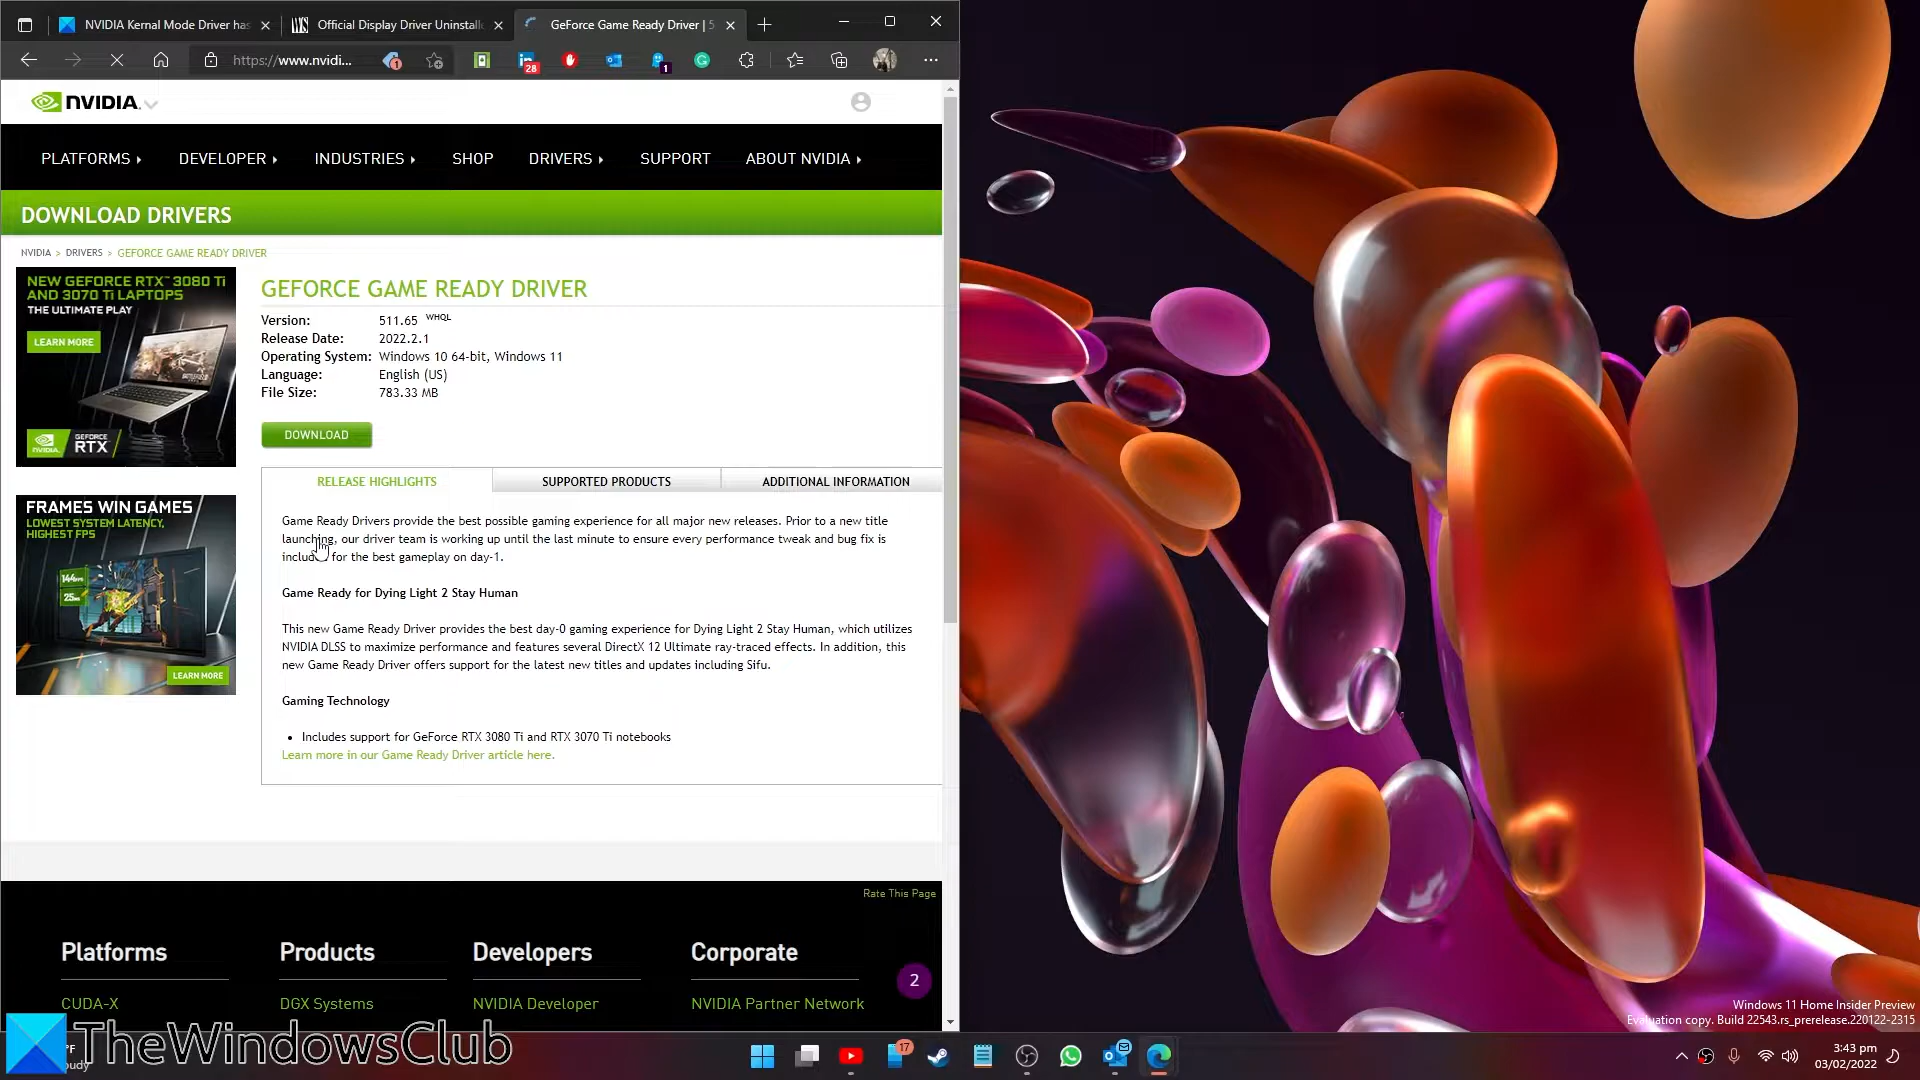 NVIDIA Kernal Mode Driver has
Official Display Driver Uninstall
GeForce Game Ready Driver | 5
https://www.nvidi...
1
28
1
NVIDIA.
PLATFORMS
DEVELOPER
INDUSTRIES
SHOP
DRIVERS
SUPPORT
ABOUT NVIDIA
DOWNLOAD DRIVERS
NVIDIA > DRIVERS > GEFORCE GAME READY DRIVER
NEW GEFORCE RTX™ 3080 Ti
AND 3070 Ti LAPTOPS
THE ULTIMATE PLAY
LEARN MORE
NVIDIA.
GEFORCE
RTX
GEFORCE GAME READY DRIVER
Version: 511.65 WHQL
Release Date: 2022.2.1
Operating System: Windows 10 64-bit, Windows 11
Language: English (US)
File Size: 783.33 MB
DOWNLOAD
RELEASE HIGHLIGHTS
SUPPORTED PRODUCTS
ADDITIONAL INFORMATION
Game Ready Drivers provide the best possible gaming experience for all major new releases. Prior to a new title
launching, our driver team is working up until the last minute to ensure every performance tweak and bug fix is
included for the best gameplay on day-1.
Game Ready for Dying Light 2 Stay Human
This new Game Ready Driver provides the best day-0 gaming experience for Dying Light 2 Stay Human, which utilizes
NVIDIA DLSS to maximize performance and features several DirectX 12 Ultimate ray-traced effects. In addition, this
new Game Ready Driver offers support for the latest new titles and updates including Sifu.
Gaming Technology
• Includes support for GeForce RTX 3080 Ti and RTX 3070 Ti notebooks
Learn more in our Game Ready Driver article here.
FRAMES WIN GAMES
LOWEST SYSTEM LATENCY,
HIGHEST FPS
LEARN MORE
Rate This Page
Platforms
Products
Developers
Corporate
CUDA-X
DGX Systems
NVIDIA Developer
NVIDIA Partner Network
2
TheWindowsClub
17
Windows 11 Home Insider Preview
Evaluation copy. Build 22543.rs_prerelease.220122-2315
3:43 pm
03/02/2022